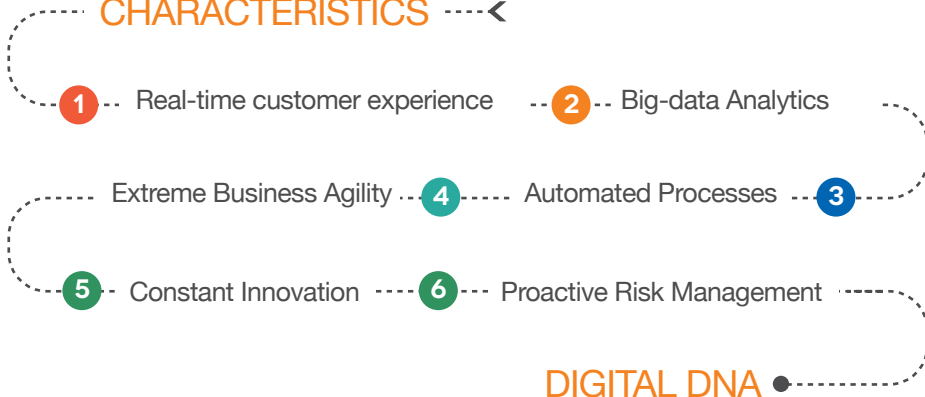 CHARACTERISTICS
1 Real-time customer experience 2 Big-data Analytics
Extreme Business Agility 4 Automated Processes 3
5 Constant Innovation 6 Proactive Risk Management
DIGITAL DNA